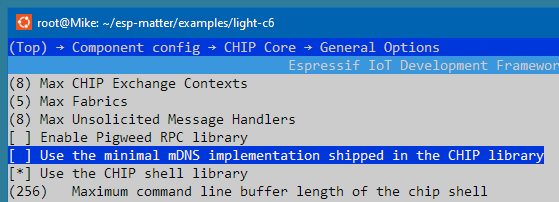 root@Mike: ~/esp-matter/examples/light-c6
(Top) → Component config → CHIP Core → General Options
Espressif IoT Development Framewor
(8) Max CHIP Exchange Contexts
(5) Max Fabrics
(8) Max Unsolicited Message Handlers
[ ] Enable Pigweed RPC library
[ ] Use the minimal mDNS implementation shipped in the CHIP library
[*] Use the CHIP shell library
(256)   Maximum command line buffer length of the chip shell